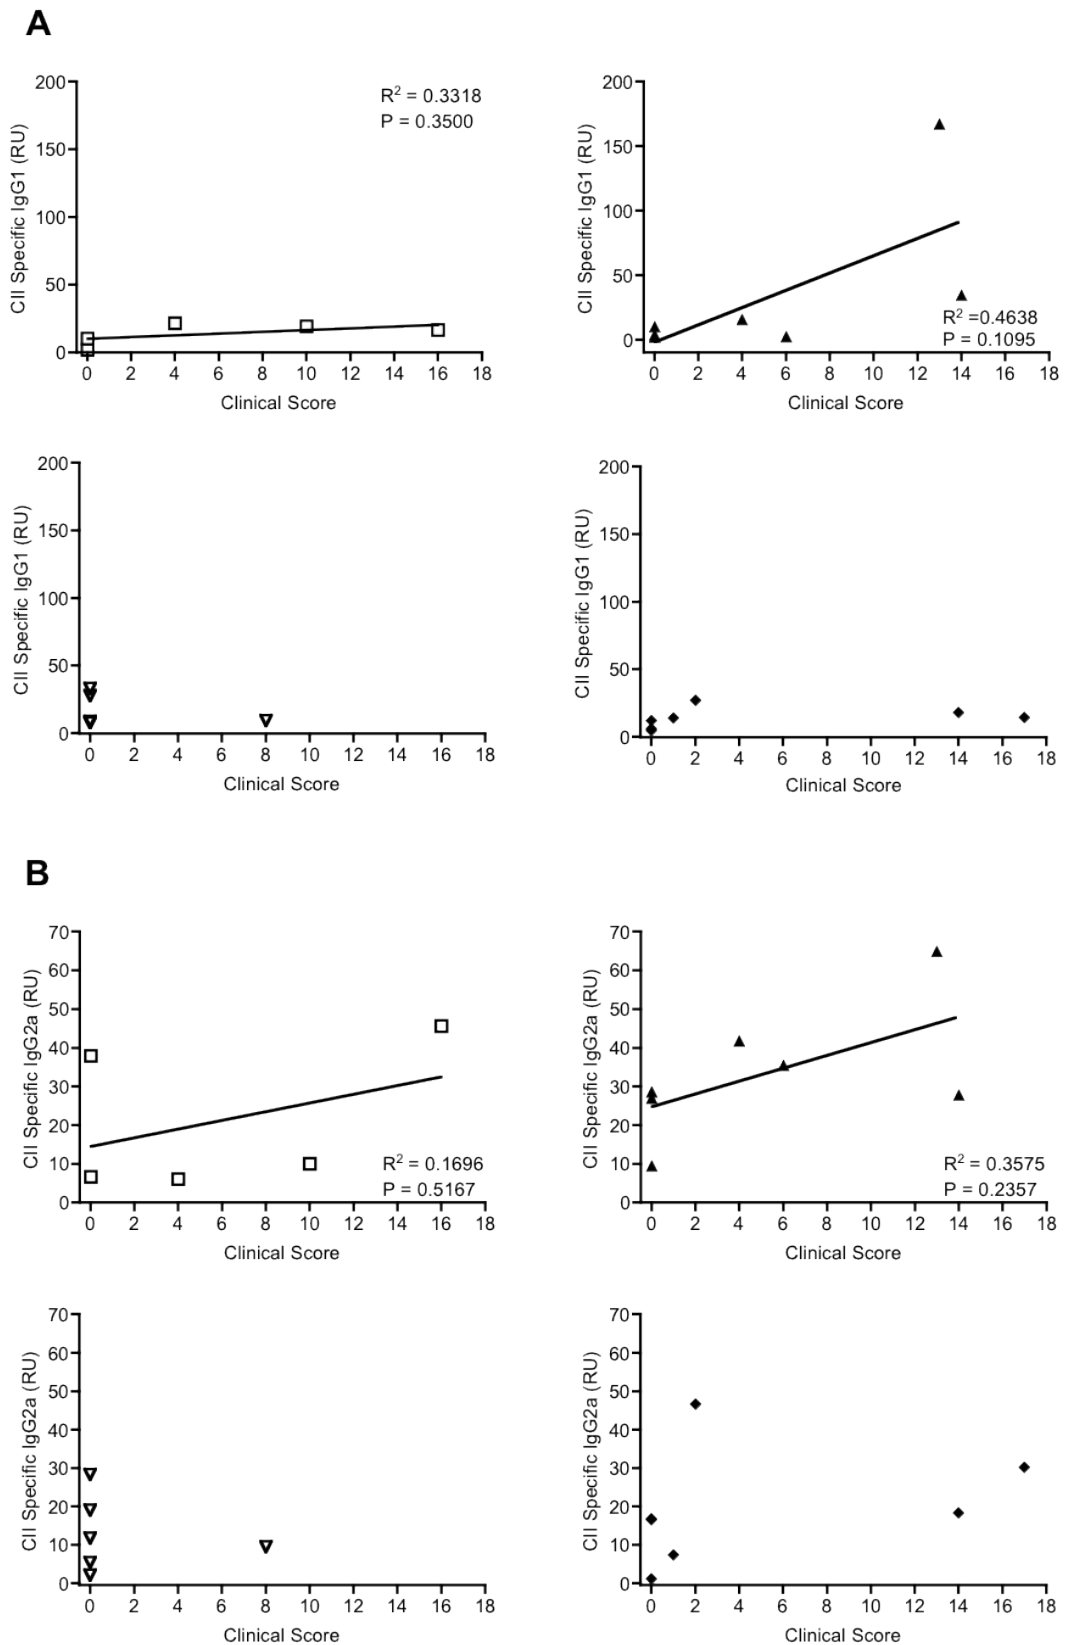 A
200
150
100
50
0
CII Specific IgG1 (RU)
R² = 0.3318
P = 0.3500
0 2 4 6 8 10 12 14 16 18
Clinical Score
200
150
100
50
0
CII Specific IgG1 (RU)
R² =0.4638
P = 0.1095
0 2 4 6 8 10 12 14 16 18
Clinical Score
200
150
100
50
0
CII Specific IgG1 (RU)
0 2 4 6 8 10 12 14 16 18
Clinical Score
200
150
100
50
0
CII Specific IgG1 (RU)
0 2 4 6 8 10 12 14 16 18
Clinical Score
B
70
60
50
40
30
20
10
0
CII Specific IgG2a (RU)
R² = 0.1696
P = 0.5167
0 2 4 6 8 10 12 14 16 18
Clinical Score
70
60
50
40
30
20
10
0
CII Specific IgG2a (RU)
R² = 0.3575
P = 0.2357
0 2 4 6 8 10 12 14 16 18
Clinical Score
70
60
50
40
30
20
10
0
CII Specific IgG2a (RU)
0 2 4 6 8 10 12 14 16 18
Clinical Score
70
60
50
40
30
20
10
0
CII Specific IgG2a (RU)
0 2 4 6 8 10 12 14 16 18
Clinical Score